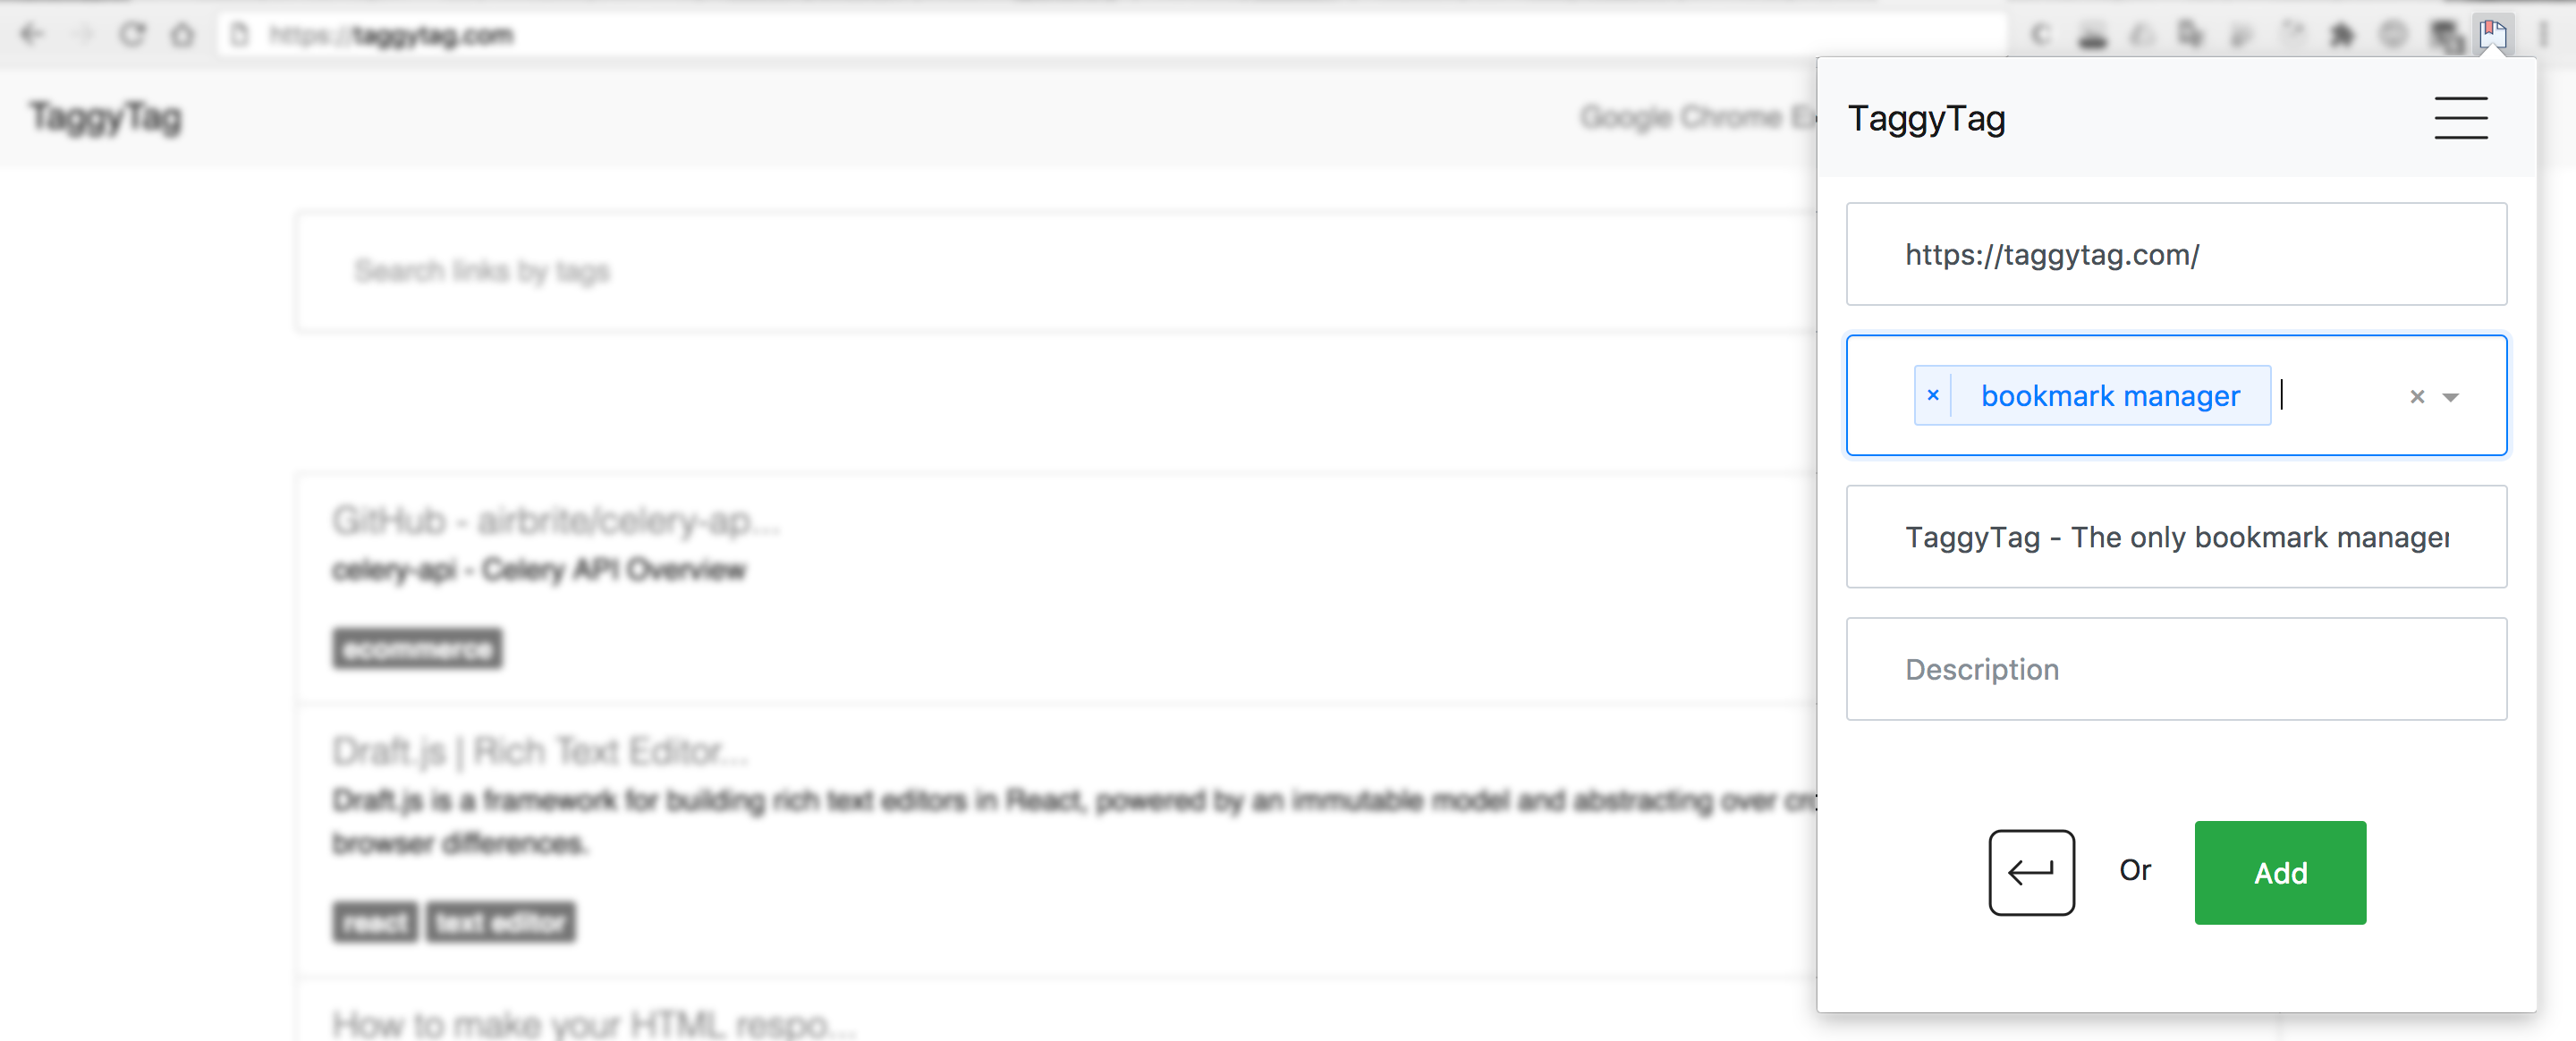 https://taggytag.com
TaggyTag
Google Chrome
Search links by tags
GitHub - airbrite/celery-ap...
celery-api - Celery API Overview
ecommerce
Draft.js | Rich Text Editor...
Draft.js is a framework for building rich text editors in React, powered by an immutable model and abstracting over
browser differences.
react text editor
How to make your HTML respo...
TaggyTag
https://taggytag.com/
× bookmark manager ×
TaggyTag - The only bookmark manager
Description
Or Add